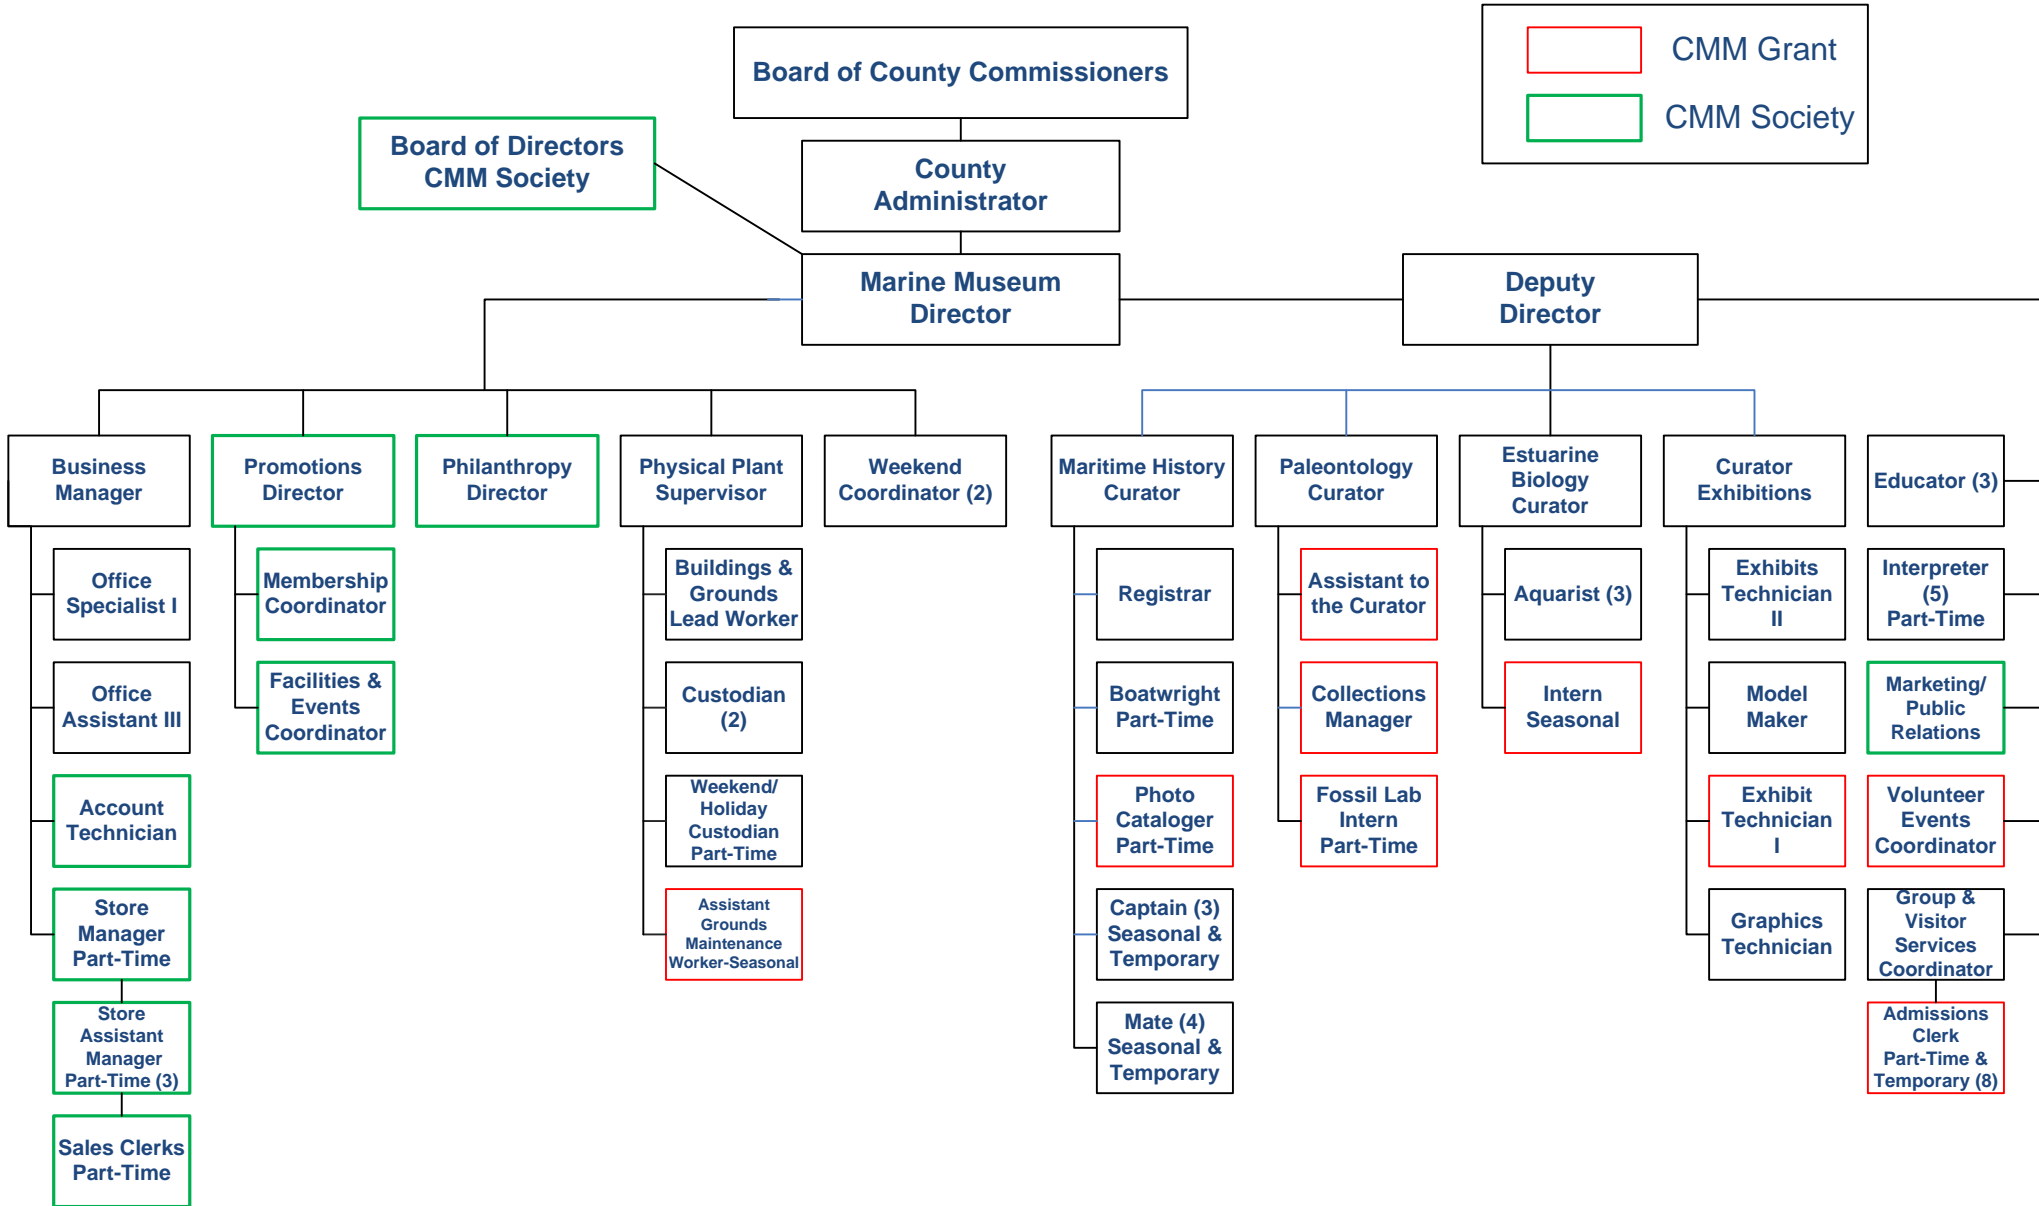 CMM Grant
CMM Society
Board of County Commissioners
Board of Directors
CMM Society
County
Administrator
Marine Museum
Director
Deputy
Director
Business
Manager
Office
Specialist I
Office
Assistant III
Account
Technician
Store
Manager
Part-Time
Store
Assistant
Manager
Part-Time (3)
Sales Clerks
Part-Time
Promotions
Director
Membership
Coordinator
Facilities &
Events
Coordinator
Philanthropy
Director
Physical Plant
Supervisor
Buildings &
Grounds
Lead Worker
Custodian
(2)
Weekend/
Holiday
Custodian
Part-Time
Assistant
Grounds
Maintenance
Worker-Seasonal
Weekend
Coordinator (2)
Maritime History
Curator
Registrar
Boatwright
Part-Time
Photo
Cataloger
Part-Time
Captain (3)
Seasonal &
Temporary
Mate (4)
Seasonal &
Temporary
Paleontology
Curator
Assistant to
the Curator
Collections
Manager
Fossil Lab
Intern
Part-Time
Estuarine
Biology
Curator
Aquarist (3)
Intern
Seasonal
Curator
Exhibitions
Exhibits
Technician
II
Model
Maker
Exhibit
Technician
I
Graphics
Technician
Educator (3)
Interpreter
(5)
Part-Time
Marketing/
Public
Relations
Volunteer
Events
Coordinator
Group &
Visitor
Services
Coordinator
Admissions
Clerk
Part-Time &
Temporary (8)